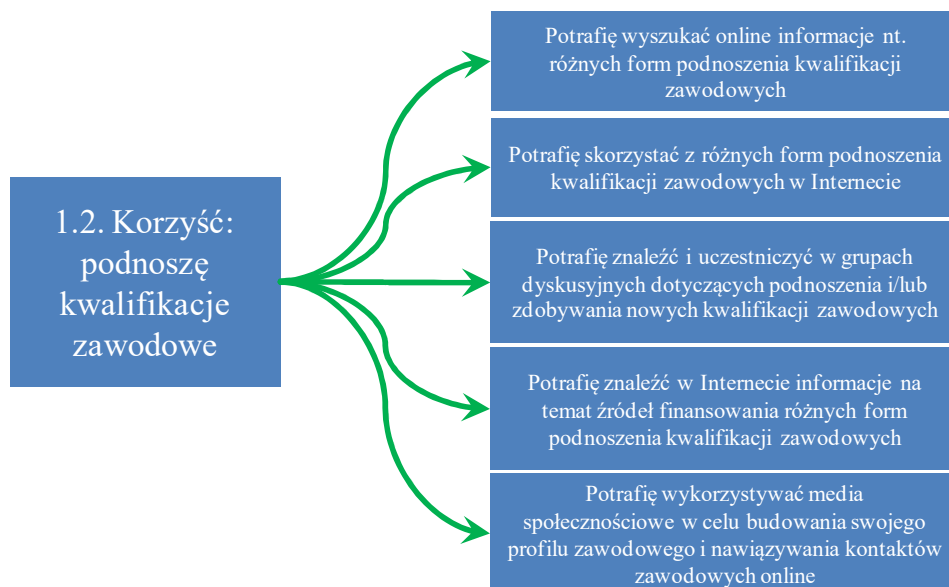 1.2. Korzyść:
podnoszę
kwalifikacje
zawodowe
Potrafię wyszukać online informacje nt.
różnych form podnoszenia kwalifikacji
zawodowych
Potrafię skorzystać z różnych form podnoszenia
kwalifikacji zawodowych w Internecie
Potrafię znaleźć i uczestniczyć w grupach
dyskusyjnych dotyczących podnoszenia i/lub
zdobywania nowych kwalifikacji zawodowych
Potrafię znaleźć w Internecie informacje na
temat źródeł finansowania różnych form
podnoszenia kwalifikacji zawodowych
Potrafię wykorzystywać media
społecznościowe w celu budowania swojego
profilu zawodowego i nawiązywania kontaktów
zawodowych online